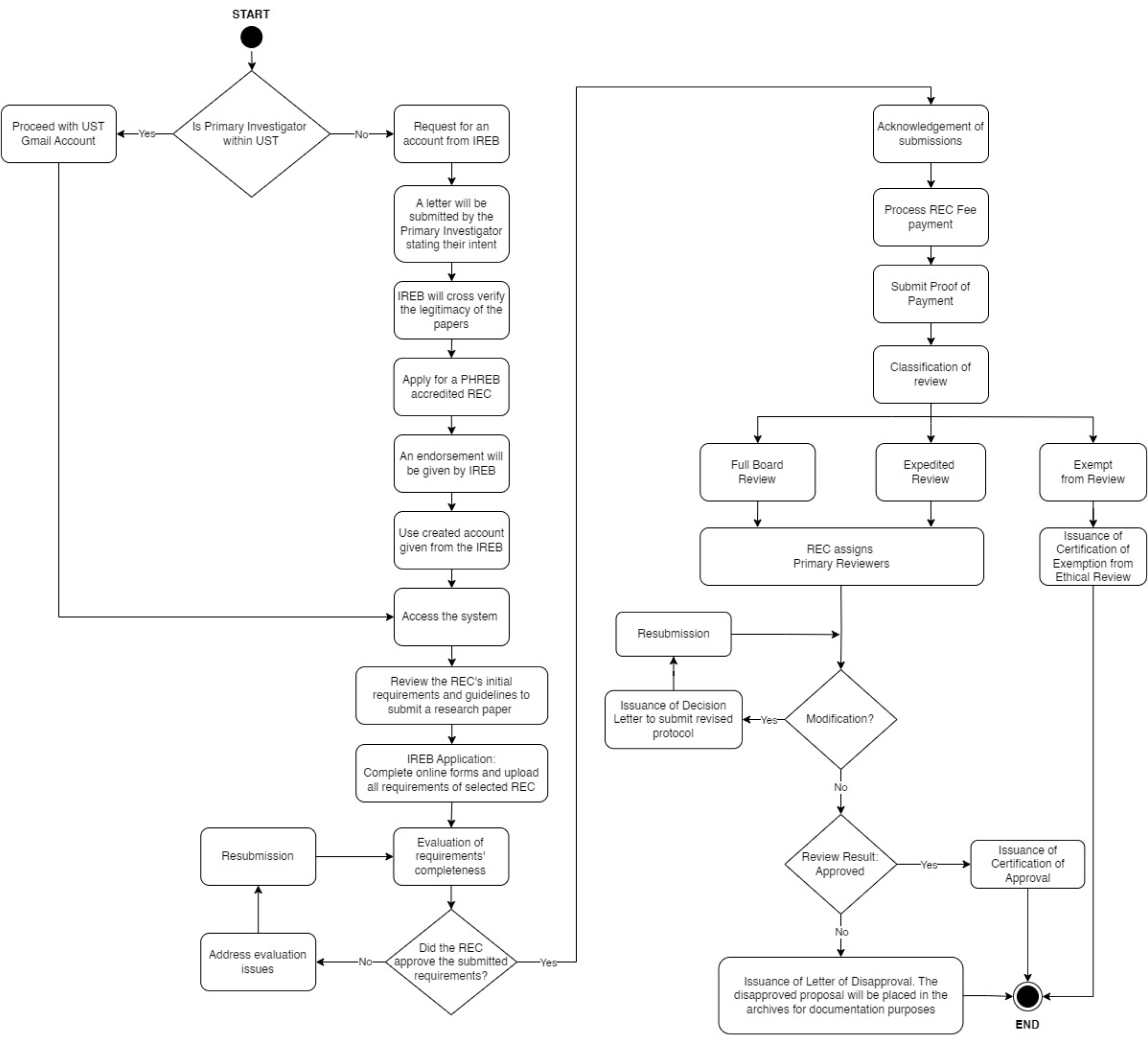 START
Is Primary Investigator
within UST
Yes
Proceed with UST
Gmail Account
No
Request for an
account from IREB
A letter will be
submitted by the
Primary Investigator
stating their intent
IREB will cross verify
the legitimacy of the
papers
Apply for a PHREB
accredited REC
An endorsement will
be given by IREB
Use created account
given from the IREB
Access the system
Review the REC's initial
requirements and guidelines to
submit a research paper
IREB Application:
Complete online forms and upload
all requirements of selected REC
Evaluation of
requirements'
completeness
Resubmission
Did the REC
approve the submitted
requirements?
No
Address evaluation
issues
Yes
Acknowledgement of
submissions
Process REC Fee
payment
Submit Proof of
Payment
Classification of
review
Full Board
Review
Expedited
Review
Exempt
from Review
REC assigns
Primary Reviewers
Issuance of
Certification of
Exemption from
Ethical Review
Resubmission
Issuance of Decision
Letter to submit revised
protocol
Yes
Modification?
No
Review Result:
Approved
Yes
Issuance of
Certification of
Approval
No
Issuance of Letter of Disapproval. The
disapproved proposal will be placed in the
archives for documentation purposes
END